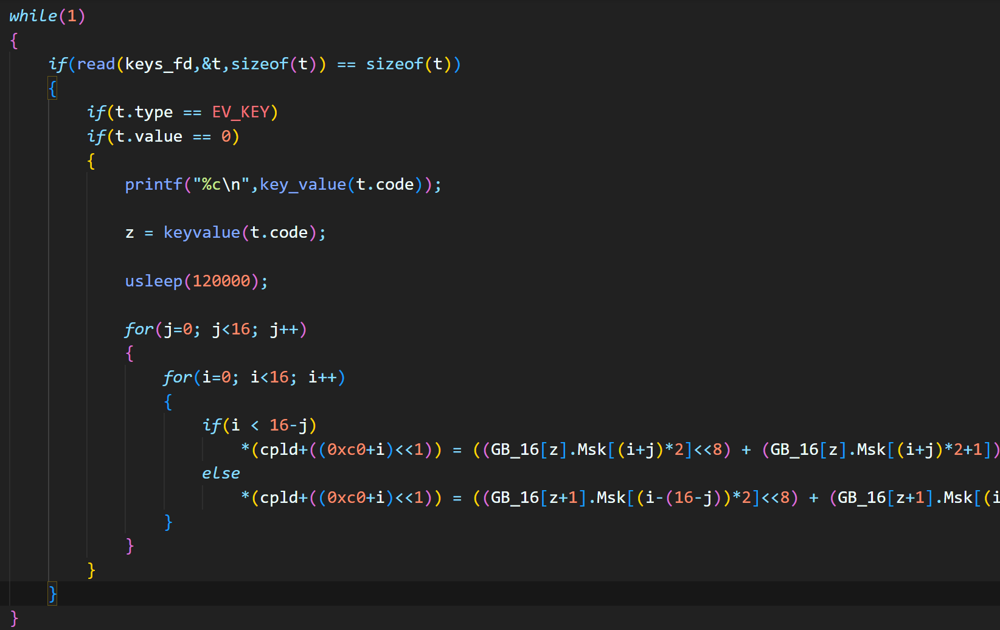 while(1)
{
    if(read(keys_fd,&t,sizeof(t)) == sizeof(t))
    {
        if(t.type == EV_KEY)
        if(t.value == 0)
        {
            printf("%c\n",key_value(t.code));

            z = keyvalue(t.code);

            usleep(120000);

            for(j=0; j<16; j++)
            {
                for(i=0; i<16; i++)
                {
                    if(i < 16-j)
                        *(cpld+((0xc0+i)<<1)) = ((GB_16[z].Msk[(i+j)*2]<<8) + (GB_16[z].Msk[(i+j)*2+1])
                    else
                        *(cpld+((0xc0+i)<<1)) = ((GB_16[z+1].Msk[(i-(16-j))*2]<<8) + (GB_16[z+1].Msk[(i
                }
            }
        }
    }
}